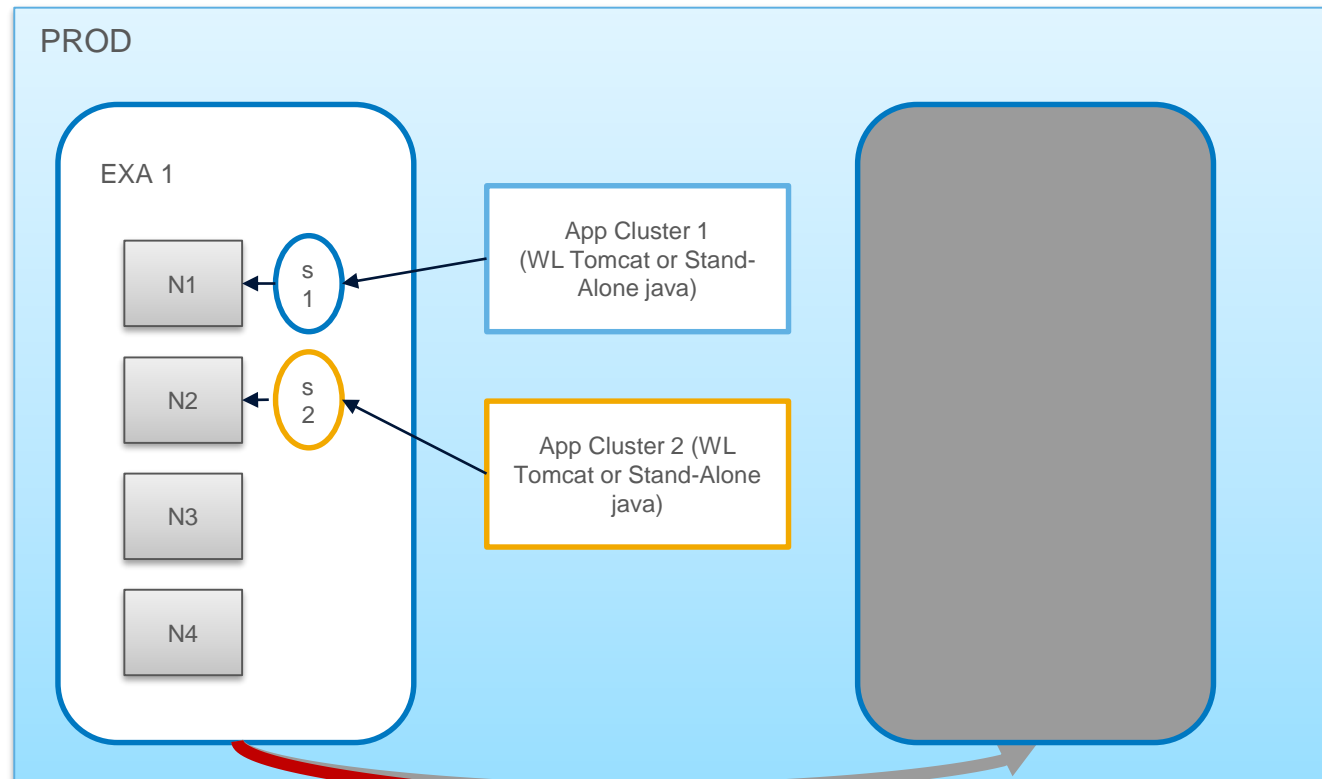 PROD
EXA 1
N1
s
1
App Cluster 1
(WL Tomcat or Stand-
Alone java)
N2
s
2
App Cluster 2 (WL
Tomcat or Stand-Alone
java)
N3
N4